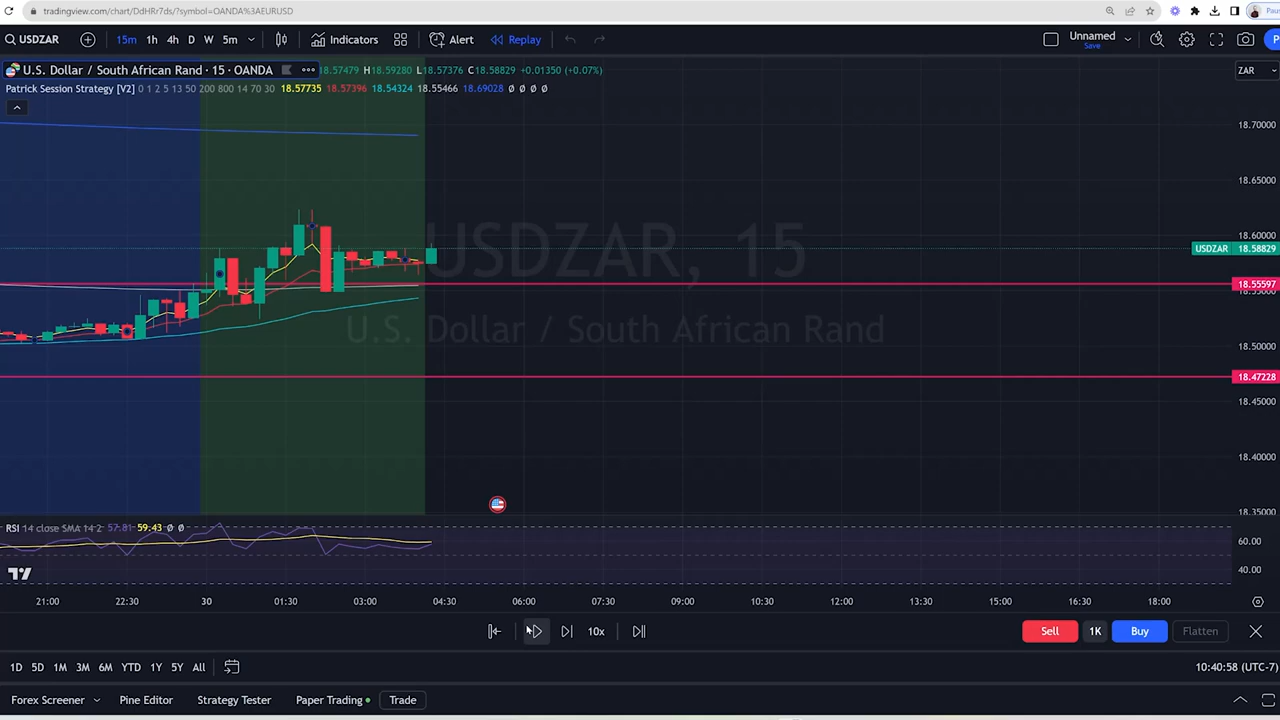 tradingview.com/chart/DdHRr7ds/?symbol=OANDA%3AEURUSD
USDZAR 15m 1h 4h D W 5m Indicators Alert Replay Unnamed
Save
U.S. Dollar / South African Rand · 15 · OANDA 18.57479 H18.59280 L18.57376 C18.58829 +0.01350 (+0.07%) ZAR
Patrick Session Strategy [V2] 0 1 2 5 13 50 200 800 14 70 30 18.57735 18.57396 18.54324 18.55466 18.69028 Ø Ø Ø Ø
18.70000
18.65000
18.60000
USDZAR, 15
USDZAR 18.58829
18.55597
U.S. Dollar / South African Rand
18.50000
18.47228
18.45000
18.40000
18.35000
RSI 14 close SMA 14 2 57.81 59.43 Ø Ø
60.00
40.00
21:00 22:30 30 01:30 03:00 04:30 06:00 07:30 09:00 10:30 12:00 13:30 15:00 16:30 18:00
10x Sell 1K Buy Flatten
1D 5D 1M 3M 6M YTD 1Y 5Y All 10:40:58 (UTC-7)
Forex Screener Pine Editor Strategy Tester Paper Trading Trade